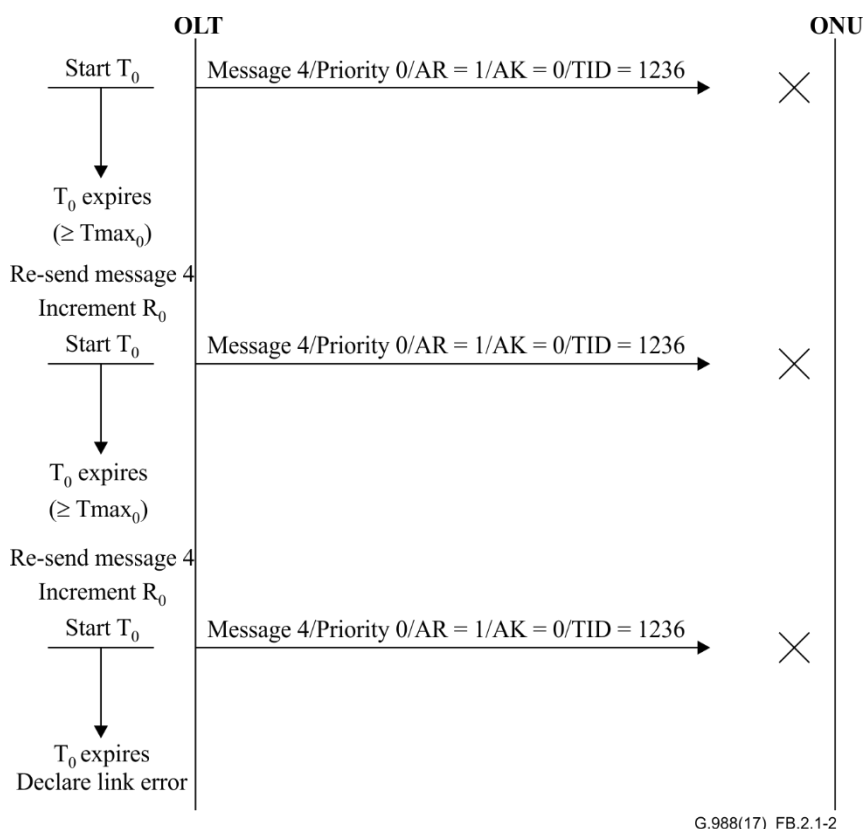 OLT
ONU
Start T₀
Message 4/Priority 0/AR = 1/AK = 0/TID = 1236
T₀ expires
(≥ Tmax₀)
Re-send message 4
Increment R₀
Start T₀
Message 4/Priority 0/AR = 1/AK = 0/TID = 1236
T₀ expires
(≥ Tmax₀)
Re-send message 4
Increment R₀
Start T₀
Message 4/Priority 0/AR = 1/AK = 0/TID = 1236
T₀ expires
Declare link error
G.988(17)_FB.2.1-2